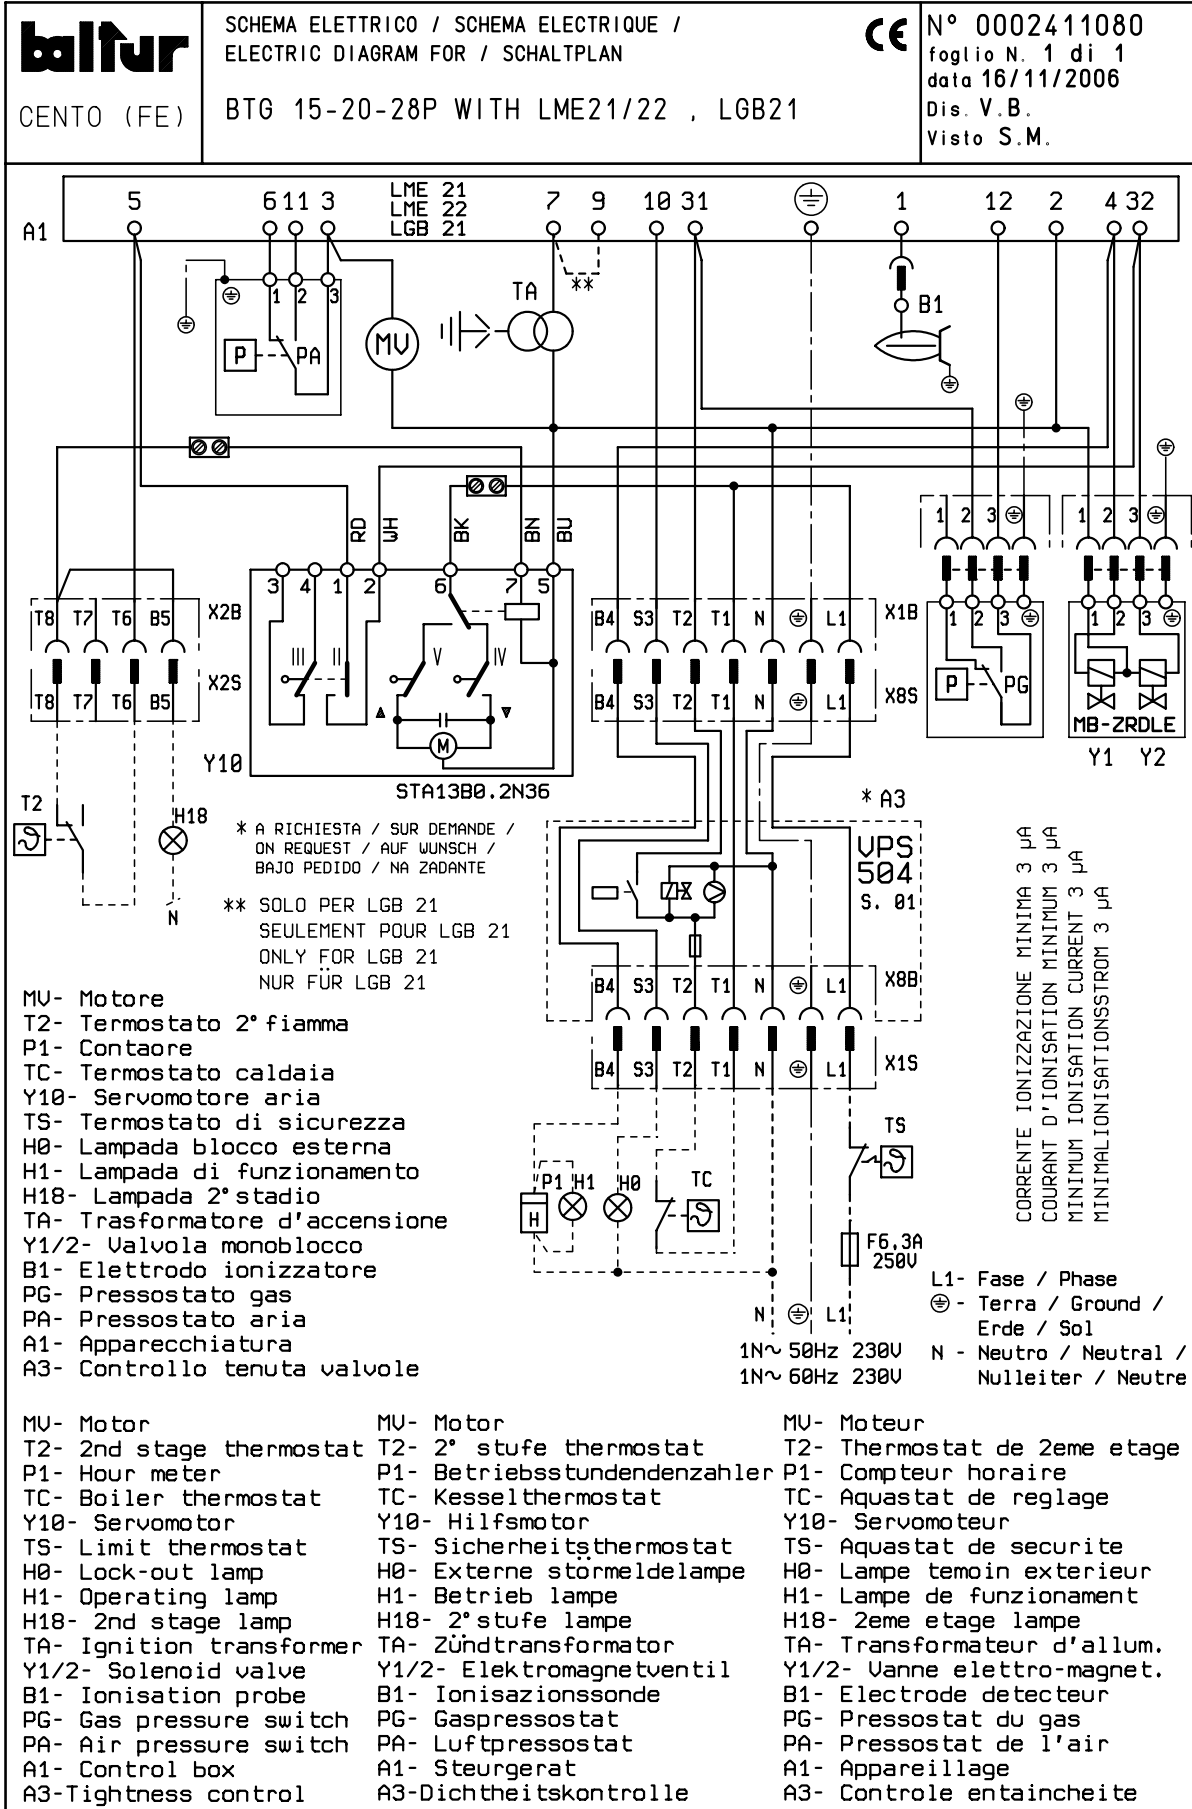 baltur
CENTO (FE)
SCHEMA ELETTRICO / SCHEMA ELECTRIQUE /
ELECTRIC DIAGRAM FOR / SCHALTPLAN
BTG 15-20-28P WITH LME21/22 , LGB21
CE
N° 0002411080
foglio N. 1 di 1
data 16/11/2006
Dis. V.B.
Visto S.M.
A1
5 6 11 3
LME 21
LME 22
LGB 21
7 9 10 31 1 12 2 4 32
**
TA
MV
B1
1 2 3
P PA
RD WH BK BN BU
3 4 1 2 6 7 5
1 2 3
1 2 3
T8 T7 T6 B5 X2B
T8 T7 T6 B5 X2S
III II V IV
M
Y10
STA13B0.2N36
B4 S3 T2 T1 N L1 X1B
B4 S3 T2 T1 N L1 X8S
1 2 3
P PG
1 2 3
MB-ZRDLE
Y1 Y2
T2
H18
N
* A RICHIESTA / SUR DEMANDE /
ON REQUEST / AUF WUNSCH /
BAJO PEDIDO / NA ZADANTE
** SOLO PER LGB 21
SEULEMENT POUR LGB 21
ONLY FOR LGB 21
NUR FÜR LGB 21
* A3
VPS
504
S. 01
B4 S3 T2 T1 N L1 X8B
B4 S3 T2 T1 N L1 X1S
P1 H1 H0 TC
H
TS
F6,3A
250V
N L1
1N~ 50Hz 230V
1N~ 60Hz 230V
CORRENTE IONIZZAZIONE MINIMA 3 µA
COURANT D'IONISATION MINIMUM 3 µA
MINIMUM IONISATION CURRENT 3 µA
MINIMALIONISATIONSSTROM 3 µA
L1- Fase / Phase
- Terra / Ground /
Erde / Sol
N - Neutro / Neutral /
Nulleiter / Neutre
MV- Motore
T2- Termostato 2° fiamma
P1- Contaore
TC- Termostato caldaia
Y10- Servomotore aria
TS- Termostato di sicurezza
H0- Lampada blocco esterna
H1- Lampada di funzionamento
H18- Lampada 2° stadio
TA- Trasformatore d'accensione
Y1/2- Valvola monoblocco
B1- Elettrodo ionizzatore
PG- Pressostato gas
PA- Pressostato aria
A1- Apparecchiatura
A3- Controllo tenuta valvole
MV- Motor
T2- 2nd stage thermostat
P1- Hour meter
TC- Boiler thermostat
Y10- Servomotor
TS- Limit thermostat
H0- Lock-out lamp
H1- Operating lamp
H18- 2nd stage lamp
TA- Ignition transformer
Y1/2- Solenoid valve
B1- Ionisation probe
PG- Gas pressure switch
PA- Air pressure switch
A1- Control box
A3-Tightness control
MV- Motor
T2- 2° stufe thermostat
P1- Betriebsstundendenzahler
TC- Kesselthermostat
Y10- Hilfsmotor
TS- Sicherheitsthermostat
H0- Externe störmeldelampe
H1- Betrieb lampe
H18- 2° stufe lampe
TA- Zündtransformator
Y1/2- Elektromagnetventil
B1- Ionisazionssonde
PG- Gaspressostat
PA- Luftpressostat
A1- Steurgerat
A3-Dichtheitskontrolle
MV- Moteur
T2- Thermostat de 2eme etage
P1- Compteur horaire
TC- Aquastat de reglage
Y10- Servomoteur
TS- Aquastat de securite
H0- Lampe temoin exterieur
H1- Lampe de funzionament
H18- 2eme etage lampe
TA- Transformateur d'allum.
Y1/2- Vanne elettro-magnet.
B1- Electrode detecteur
PG- Pressostat du gas
PA- Pressostat de l'air
A1- Appareillage
A3- Controle entaincheite